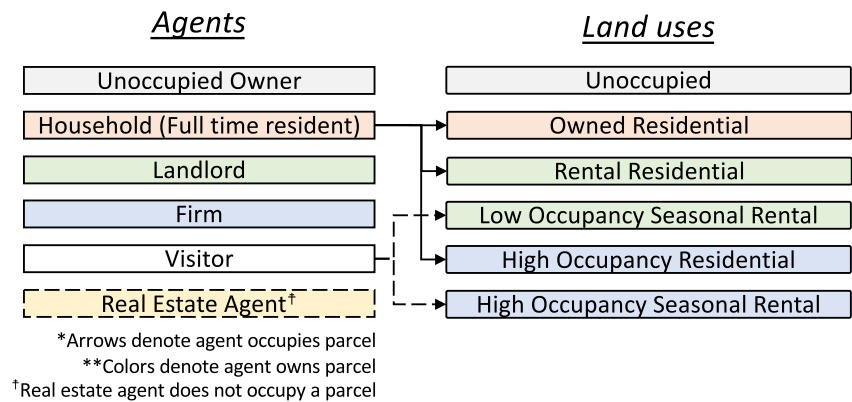 Agents
Land uses
Unoccupied Owner
Unoccupied
Household (Full time resident)
Owned Residential
Landlord
Rental Residential
Firm
Low Occupancy Seasonal Rental
Visitor
High Occupancy Residential
Real Estate Agent☨
High Occupancy Seasonal Rental
*Arrows denote agent occupies parcel
**Colors denote agent owns parcel
☨Real estate agent does not occupy a parcel